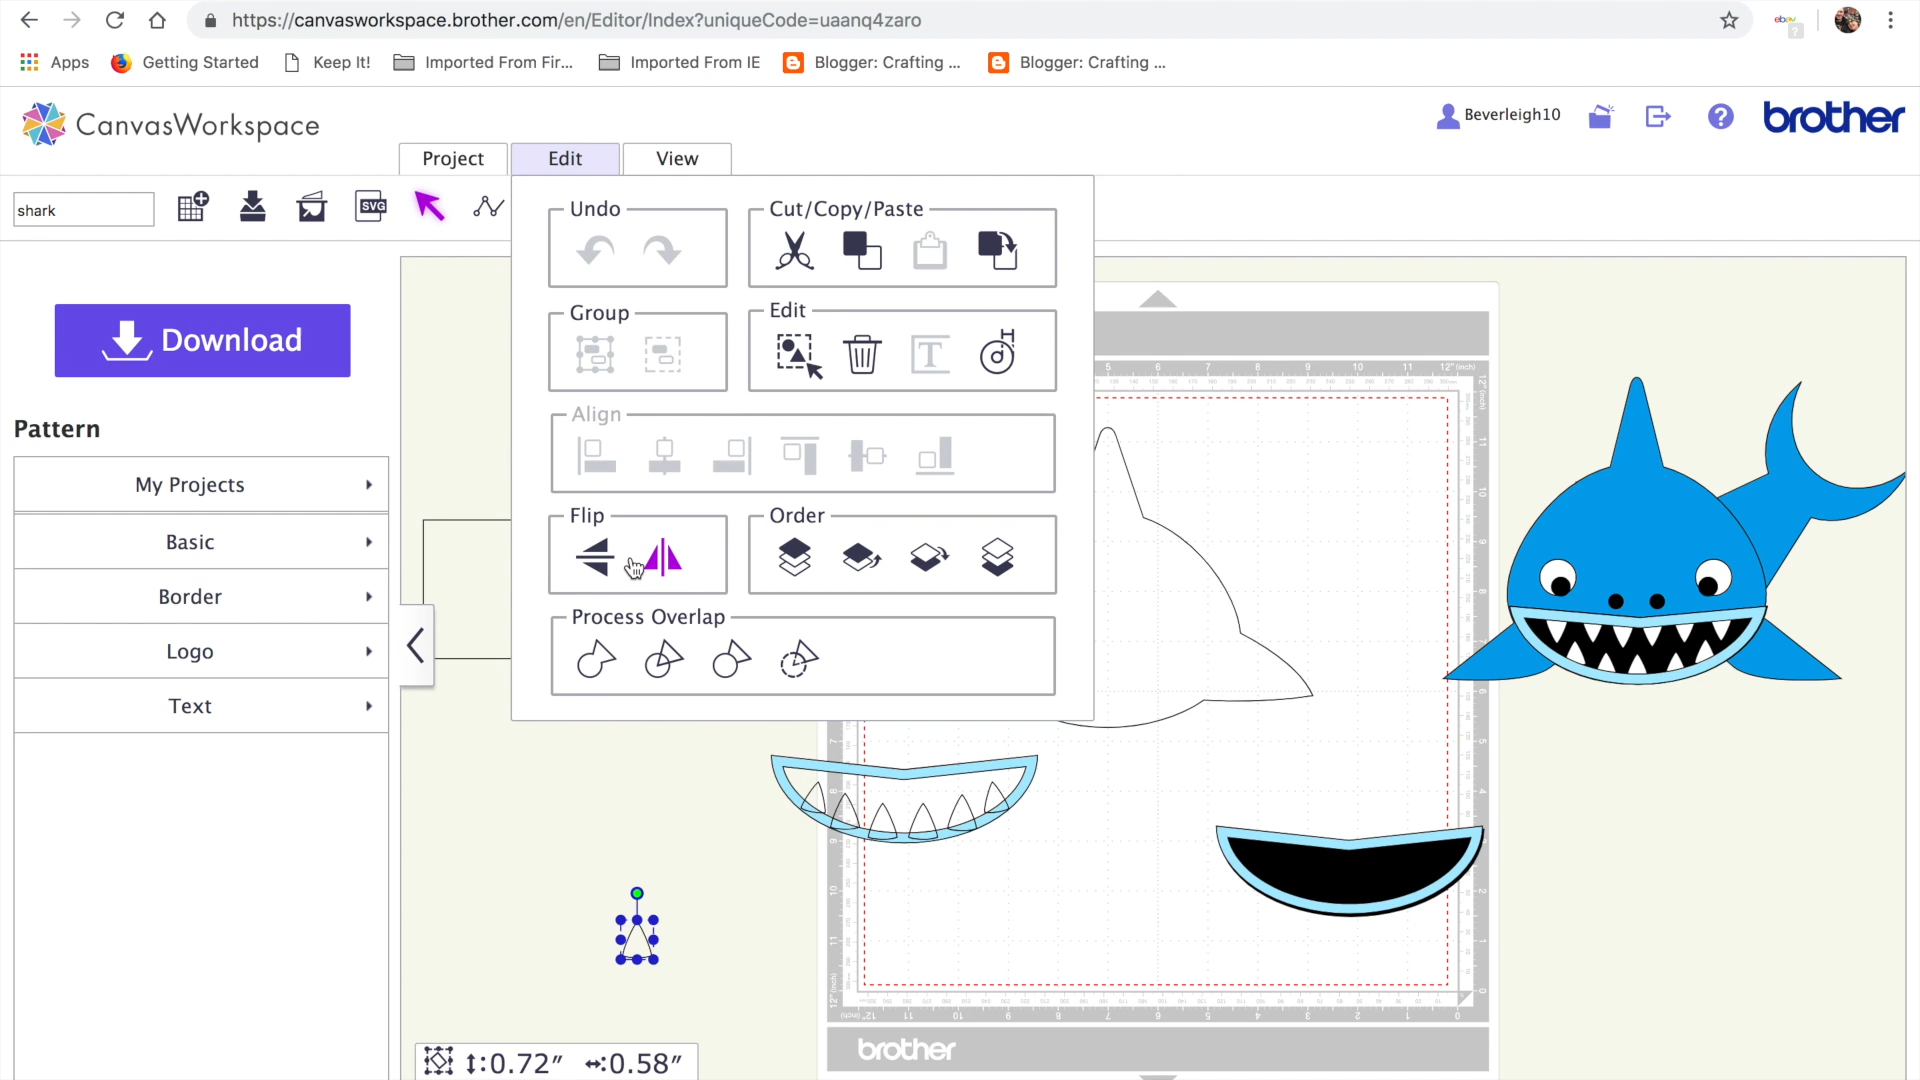 https://canvasworkspace.brother.com/en/Editor/Index?uniqueCode=uaanq4zaro
ebay
Apps Getting Started Keep It! Imported From Fir... Imported From IE Blogger: Crafting ... Blogger: Crafting ...
CanvasWorkspace
Beverleigh10
brother
Project Edit View
shark
SVG
Undo
Cut/Copy/Paste
Group
Edit
Align
Flip
Order
Process Overlap
Download
Pattern
My Projects
Basic
Border
Logo
Text
brother
0.72″ 0.58″